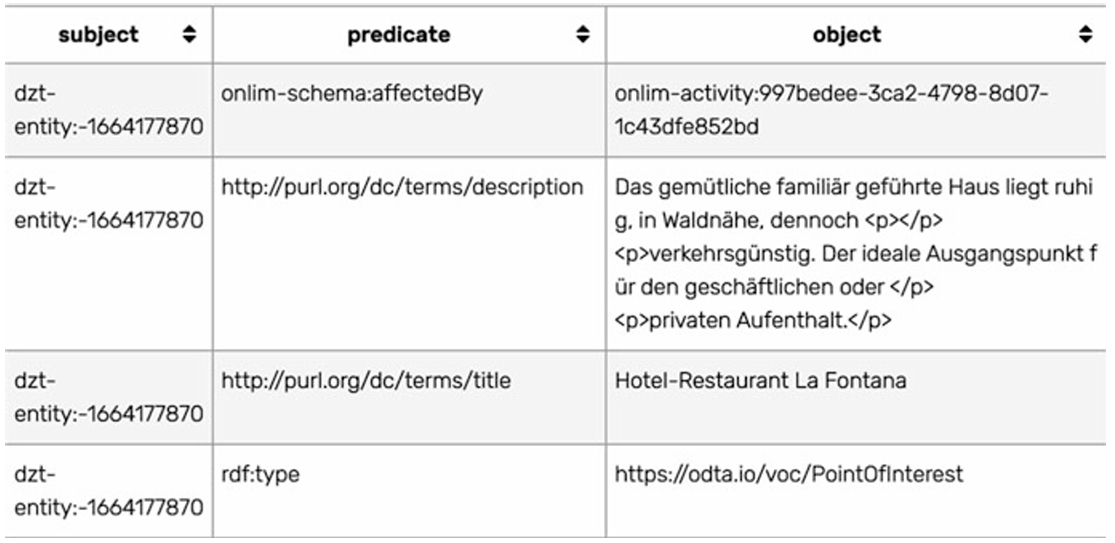 subject predicate object
dzt- onlim-schema:affectedBy onlim-activity:997bedee-3ca2-4798-8d07-
entity:-1664177870 1c43dfe852bd
dzt- http://purl.org/dc/terms/description Das gemütliche familiär geführte Haus liegt ruhi
entity:-1664177870 g, in Waldnähe, dennoch <p></p>
<p>verkehrsgünstig. Der ideale Ausgangspunkt f
ür den geschäftlichen oder </p>
<p>privaten Aufenthalt.</p>
dzt- http://purl.org/dc/terms/title Hotel-Restaurant La Fontana
entity:-1664177870
dzt- rdf:type https://odta.io/voc/PointOfInterest
entity:-1664177870